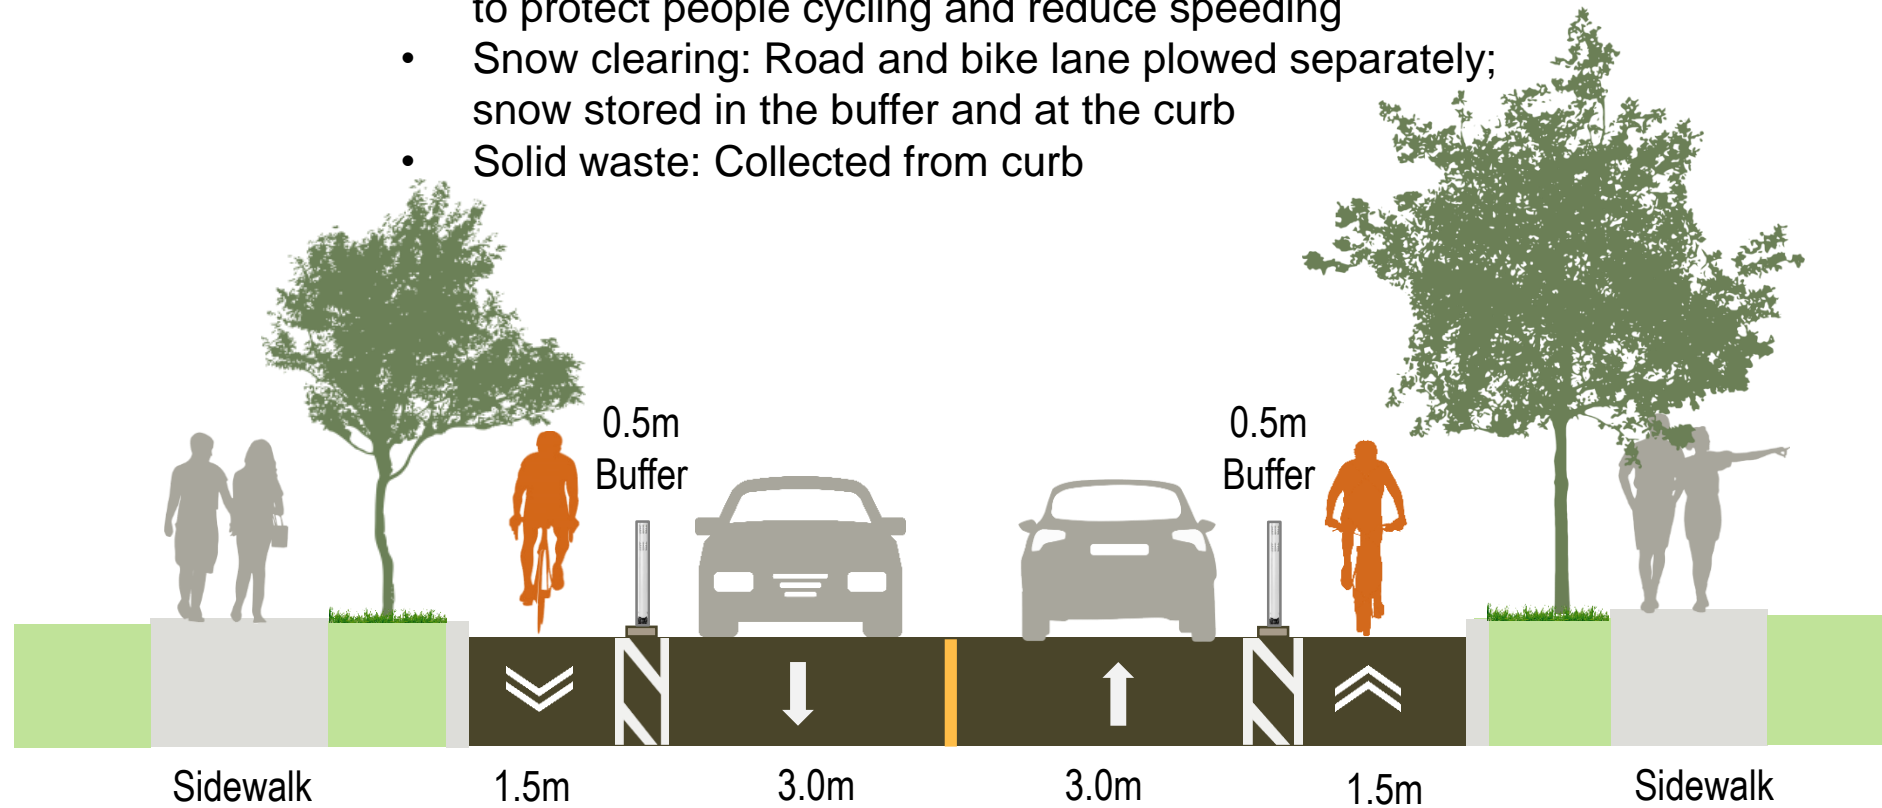 to protect people cycling and reduce speeding
• Snow clearing: Road and bike lane plowed separately;
snow stored in the buffer and at the curb
• Solid waste: Collected from curb
0.5m
Buffer
0.5m
Buffer
Sidewalk
1.5m
3.0m
3.0m
1.5m
Sidewalk